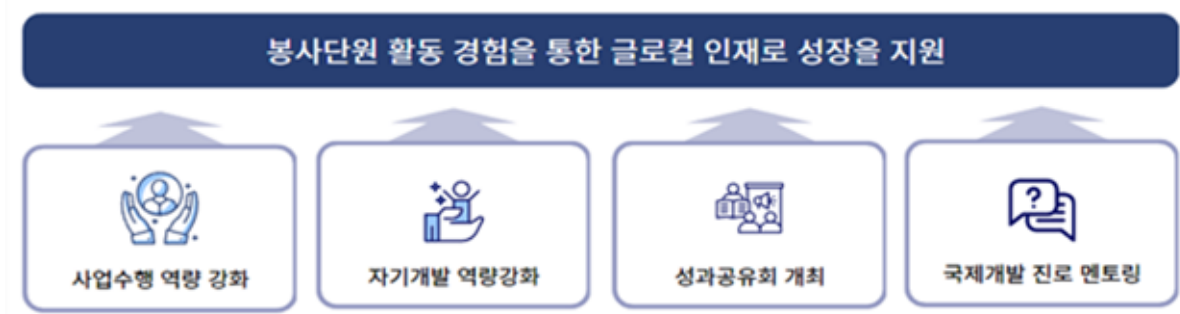 봉사단원 활동 경험을 통한 글로컬 인재로 성장을 지원
사업수행 역량 강화
자기개발 역량강화
성과공유회 개최
국제개발 진로 멘토링
?